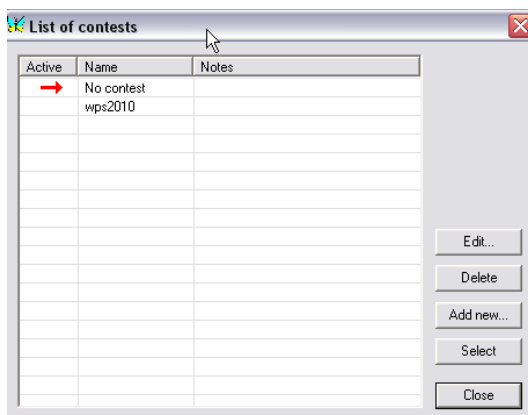 List of contests
Active Name Notes
No contest
wps2010
Edit...
Delete
Add new...
Select
Close